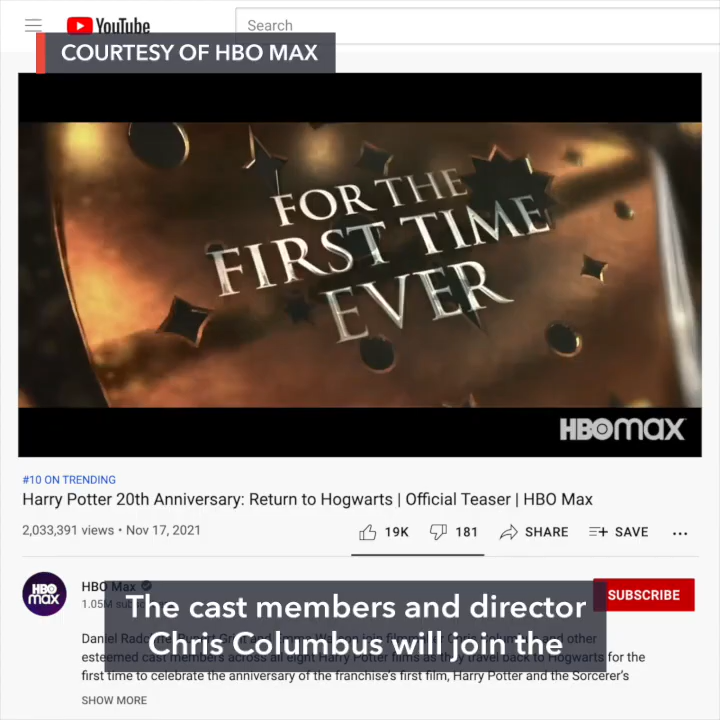 YouTube
Search
COURTESY OF HBO MAX
FOR THE
FIRST TIME
EVER
HBOmax
#10 ON TRENDING
Harry Potter 20th Anniversary: Return to Hogwarts | Official Teaser | HBO Max
2,033,391 views • Nov 17, 2021
19K
181
SHARE
SAVE
HBO max
HBO Max
1.05M
SUBSCRIBE
The cast members and director
Chris Columbus will join the
esteemed cast members across all eight Harry Potter films as they travel back to Hogwarts for the
first time to celebrate the anniversary of the franchise's first film, Harry Potter and the Sorcerer's
SHOW MORE